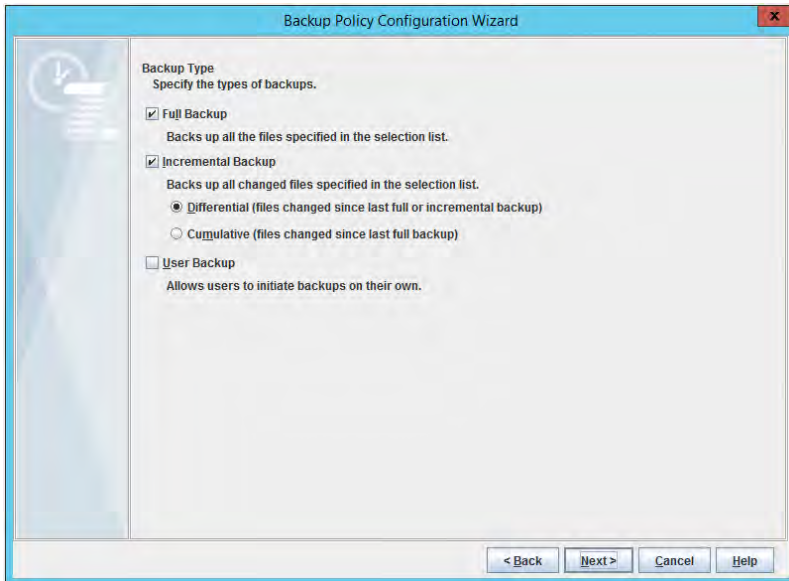 Backup Policy Configuration Wizard
x
Backup Type
Specify the types of backups.
Full Backup
Backs up all the files specified in the selection list.
Incremental Backup
Backs up all changed files specified in the selection list.
Differential (files changed since last full or incremental backup)
Cumulative (files changed since last full backup)
User Backup
Allows users to initiate backups on their own.
< Back Next > Cancel Help